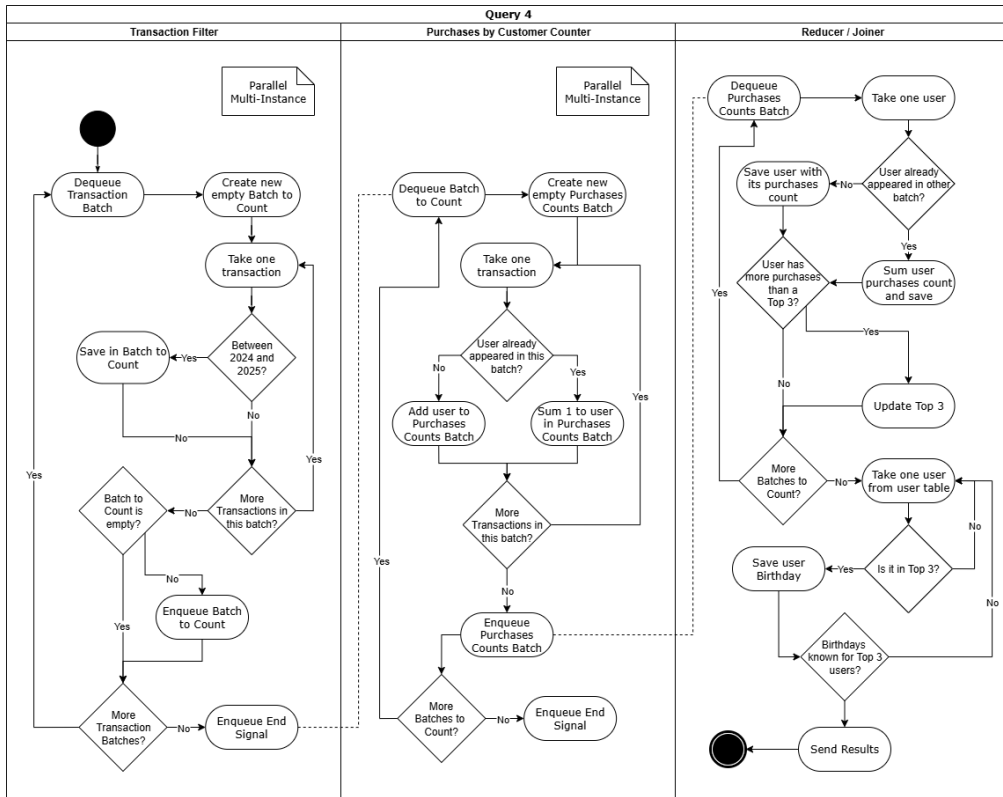 Query 4
Transaction Filter
Parallel
Multi-Instance
Dequeue
Transaction
Batch
Create new
empty Batch to
Count
Take one
transaction
Between
2024 and
2025?
Yes
Save in Batch to
Count
No
No
Yes
More
Transactions in
this batch?
No
Batch to
Count is
empty?
No
Enqueue Batch
to Count
Yes
More
Transaction
Batches?
Yes
No
Enqueue End
Signal
Purchases by Customer Counter
Parallel
Multi-Instance
Dequeue Batch
to Count
Create new
empty Purchases
Counts Batch
Take one
transaction
User already
appeared in this
batch?
No
Yes
Add user to
Purchases
Counts Batch
Sum 1 to user
in Purchases
Counts Batch
Yes
More
Transactions in
this batch?
No
Enqueue
Purchases
Counts Batch
Yes
More
Batches to
Count?
No
Enqueue End
Signal
Reducer / Joiner
Dequeue
Purchases
Counts Batch
Take one user
User already
appeared in other
batch?
No
Save user with
its purchases
count
Yes
Sum user
purchases count
and save
User has
more purchases
than a
Top 3?
Yes
Update Top 3
No
Yes
More
Batches to
Count?
No
Take one user
from user table
Is it in Top 3?
No
Yes
Save user
Birthday
Birthdays
known for Top 3
users?
No
Send Results